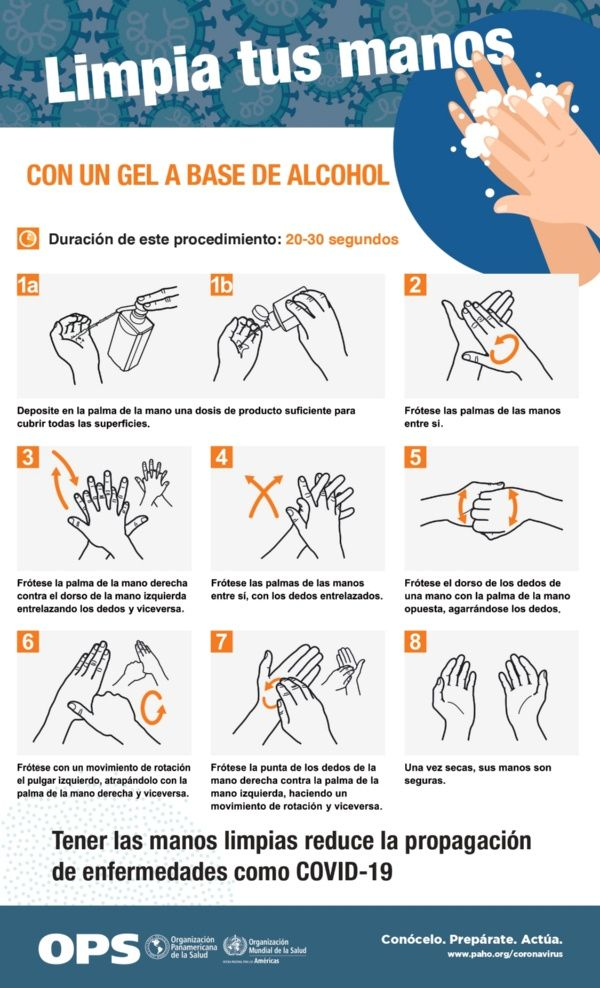 Limpia tus manos
CON UN GEL A BASE DE ALCOHOL
Duración de este procedimiento: 20-30 segundos
1a
1b
Deposite en la palma de la mano una dosis de producto suficiente para
cubrir todas las superficies.
2
Frótese las palmas de las manos
entre si.
3
Frótese la palma de la mano derecha
contra el dorso de la mano izquierda
entrelazando los dedos y viceversa.
4
Frótese las palmas de las manos
entre sí, con los dedos entrelazados.
5
Frótese el dorso de los dedos de
una mano con la palma de la mano
opuesta, agarrándose los dedos.
6
Frótese con un movimiento de rotación
el pulgar izquierdo, atrapándolo con la
palma de la mano derecha y viceversa.
7
Frótese la punta de los dedos de la
mano derecha contra la palma de la
mano izquierda, haciendo un
movimiento de rotación y viceversa.
8
Una vez secas, sus manos son
seguras.
Tener las manos limpias reduce la propagación
de enfermedades como COVID-19
OPS
Organización
Panamericana
de la Salud
Organización
Mundial de la Salud
Américas
Conócelo. Prepárate. Actúa.
www.paho.org/coronavirus